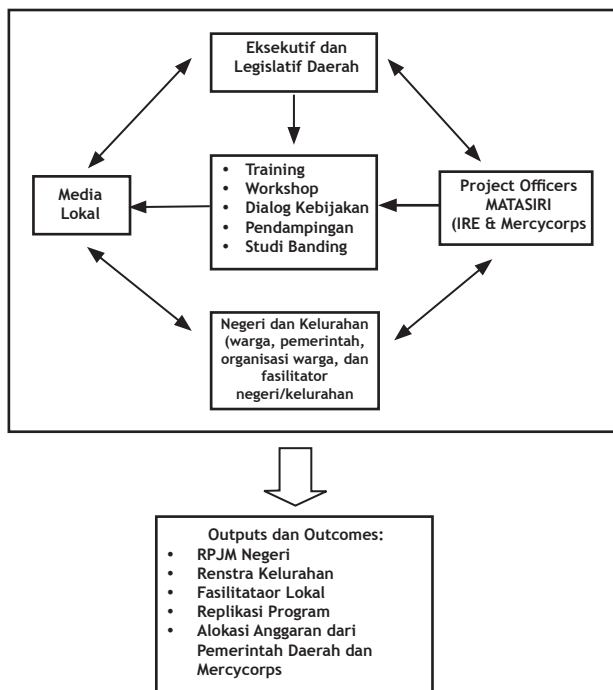 Eksekutif dan
Legislatif Daerah
Media
Lokal
• Training
• Workshop
• Dialog Kebijakan
• Pendampingan
• Studi Banding
Project Officers
MATASIRI
(IRE & Mercycorps
Negeri dan Kelurahan
(warga, pemerintah,
organisasi warga, dan
fasilitator
negeri/kelurahan
Outputs dan Outcomes:
• RPJM Negeri
• Renstra Kelurahan
• Fasilitataor Lokal
• Replikasi Program
• Alokasi Anggaran dari
Pemerintah Daerah dan
Mercycorps